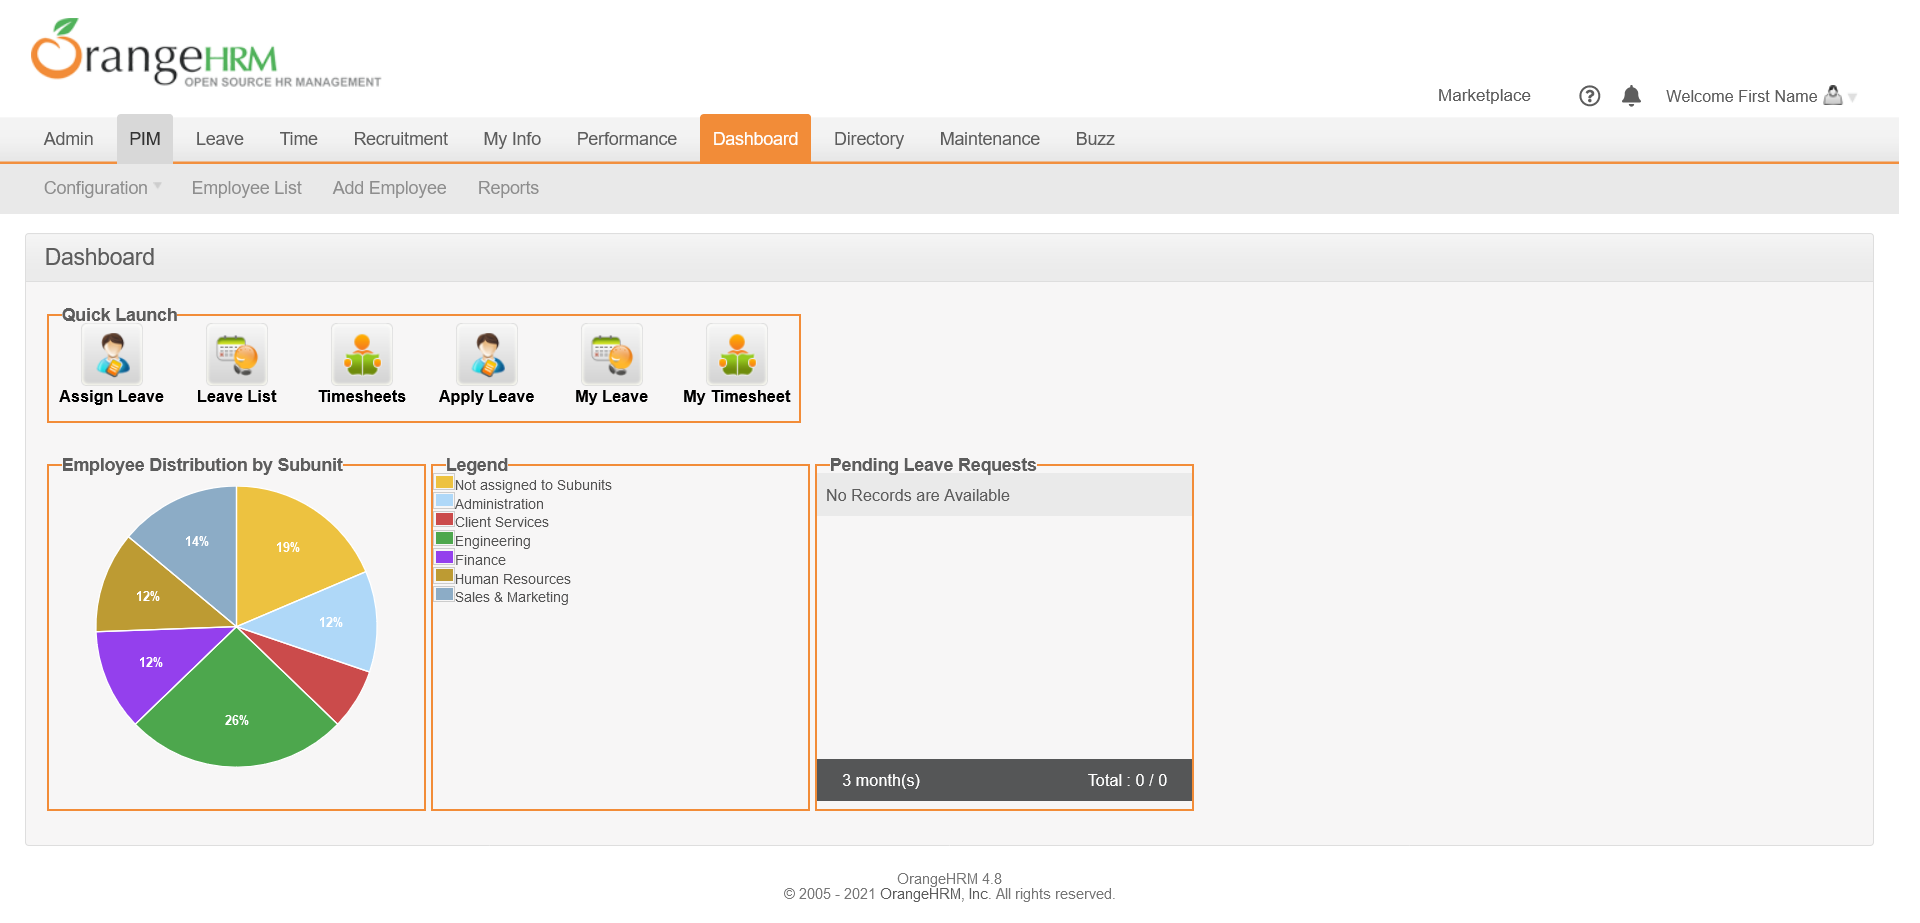 OrangeHRM
OPEN SOURCE HR MANAGEMENT
Marketplace
Welcome First Name
Admin PIM Leave Time Recruitment My Info Performance Dashboard Directory Maintenance Buzz
Configuration Employee List Add Employee Reports
Dashboard
Quick Launch
Assign Leave Leave List Timesheets Apply Leave My Leave My Timesheet
Employee Distribution by Subunit
14%
19%
12%
12%
12%
26%
Legend
Not assigned to Subunits
Administration
Client Services
Engineering
Finance
Human Resources
Sales & Marketing
Pending Leave Requests
No Records are Available
3 month(s) Total : 0 / 0
OrangeHRM 4.8
© 2005 - 2021 OrangeHRM, Inc. All rights reserved.